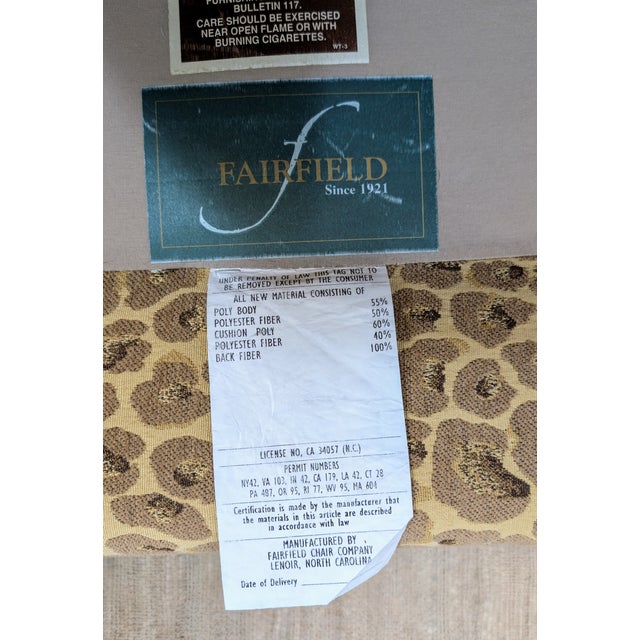 BULLETIN 117.
CARE SHOULD BE EXERCISED
NEAR OPEN FLAME OR WITH
BURNING CIGARETTES.
WT-3
f
FAIRFIELD
Since 1921
UNDER PENALTY OF LAW THIS TAG NOT TO
BE REMOVED EXCEPT BY THE CONSUMER
ALL NEW MATERIAL CONSISTING OF
POLY BODY 55%
POLYESTER FIBER 50%
CUSHION POLY 60%
POLYESTER FIBER 40%
BACK FIBER 100%
LICENSE NO, CA 34057 (N.C.)
PERMIT NUMBERS
NY42, VA 103, IN 42, CA 179, LA 42, CT 28
PA 487, OR 95, RI 77, WV 95, MA 604
Certification is made by the manufacturer that
the materials in this article are described
in accordance with law
MANUFACTURED BY
FAIRFIELD CHAIR COMPANY
LENOIR, NORTH CAROLINA
Date of Delivery